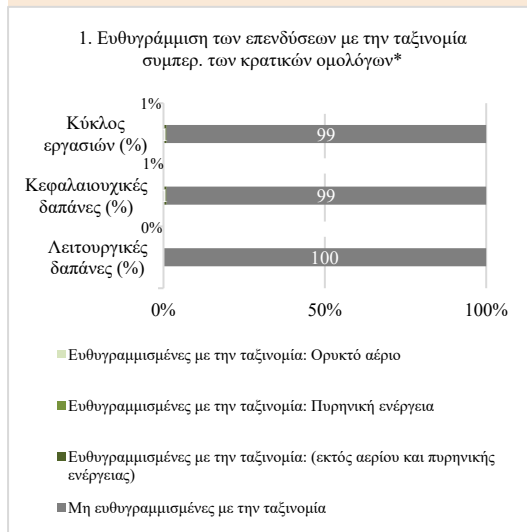 1. Ευθυγράμμιση των επενδύσεων με την ταξινομία
συμπερ. των κρατικών ομολόγων*
1%
Κύκλος
εργασιών (%)
99
1%
Κεφαλαιουχικές
δαπάνες (%)
99
0%
Λειτουργικές
δαπάνες (%)
100
0%
50%
100%
Ευθυγραμμισμένες με την ταξινομία: Ορυκτό αέριο
Ευθυγραμμισμένες με την ταξινομία: Πυρηνική ενέργεια
Ευθυγραμμισμένες με την ταξινομία: (εκτός αερίου και πυρηνικής
ενέργειας)
Μη ευθυγραμμισμένες με την ταξινομία